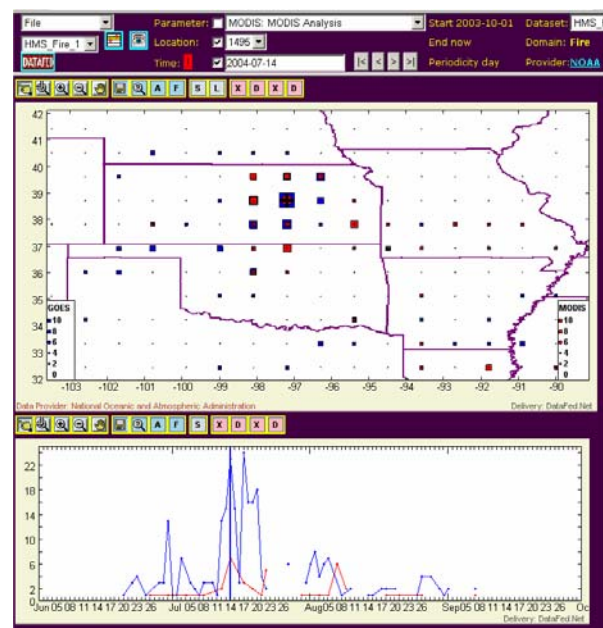 File Parameter: MODIS: MODIS Analysis Start 2003-10-01 Dataset: HMS_
HMS_Fire_1 Location: 1495 End now Domain: Fire
DATAFED Time: 2004-07-14 |< < > >| Periodicity day Provider: NOAA
A F S L X D X D
42
41
40
39
38
37
36
35
34
33
32
GOES
10
8
6
4
2
0
MODIS
10
8
6
4
2
0
-103 -102 -101 -100 -99 -98 -97 -96 -95 -94 -93 -92 -91 -90
Data Provider: National Oceanic and Atmospheric Administration Delivery: DataFed.Net
A F S X D X D
22
18
14
10
6
2
0
Jun 05 08 11 14 17 20 23 26 Jul 05 08 11 14 17 20 23 26 Aug 05 08 11 14 17 20 23 26 Sep 05 08 11 14 17 20 23 26 Oc
Delivery: DataFed.Net